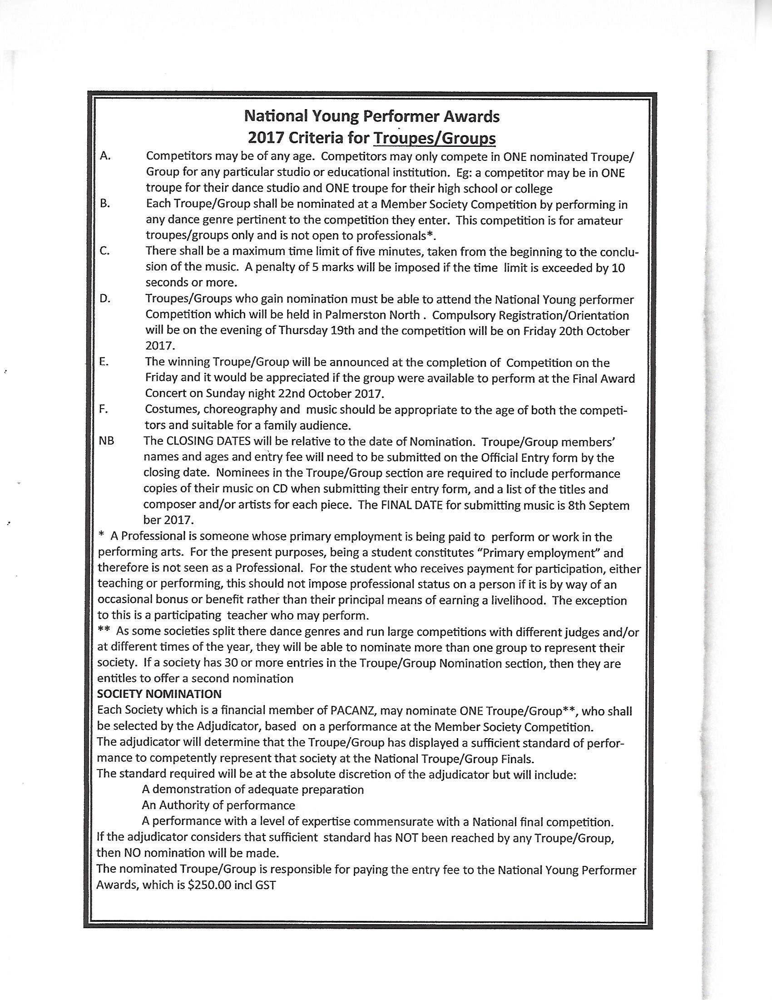 National Young Performer Awards
2017 Criteria for Troupes/Groups
A. Competitors may be of any age. Competitors may only compete in ONE nominated Troupe/
Group for any particular studio or educational institution. Eg: a competitor may be in ONE
troupe for their dance studio and ONE troupe for their high school or college
B. Each Troupe/Group shall be nominated at a Member Society Competition by performing in
any dance genre pertinent to the competition they enter. This competition is for amateur
troupes/groups only and is not open to professionals*.
C. There shall be a maximum time limit of five minutes, taken from the beginning to the conclu-
sion of the music. A penalty of 5 marks will be imposed if the time limit is exceeded by 10
seconds or more.
D. Troupes/Groups who gain nomination must be able to attend the National Young performer
Competition which will be held in Palmerston North . Compulsory Registration/Orientation
will be on the evening of Thursday 19th and the competition will be on Friday 20th October
2017.
E. The winning Troupe/Group will be announced at the completion of Competition on the
Friday and it would be appreciated if the group were available to perform at the Final Award
Concert on Sunday night 22nd October 2017.
F. Costumes, choreography and music should be appropriate to the age of both the competi-
tors and suitable for a family audience.
NB The CLOSING DATES will be relative to the date of Nomination. Troupe/Group members’
names and ages and entry fee will need to be submitted on the Official Entry form by the
closing date. Nominees in the Troupe/Group section are required to include performance
copies of their music on CD when submitting their entry form, and a list of the titles and
composer and/or artists for each piece. The FINAL DATE for submitting music is 8th Septem
ber 2017.
* A Professional is someone whose primary employment is being paid to perform or work in the
performing arts. For the present purposes, being a student constitutes “Primary employment” and
therefore is not seen as a Professional. For the student who receives payment for participation, either
teaching or performing, this should not impose professional status on a person if it is by way of an
occasional bonus or benefit rather than their principal means of earning a livelihood. The exception
to this is a participating teacher who may perform.
** As some societies split there dance genres and run large competitions with different judges and/or
at different times of the year, they will be able to nominate more than one group to represent their
society. If a society has 30 or more entries in the Troupe/Group Nomination section, then they are
entitles to offer a second nomination
SOCIETY NOMINATION
Each Society which is a financial member of PACANZ, may nominate ONE Troupe/Group**, who shall
be selected by the Adjudicator, based on a performance at the Member Society Competition.
The adjudicator will determine that the Troupe/Group has displayed a sufficient standard of perfor-
mance to competently represent that society at the National Troupe/Group Finals.
The standard required will be at the absolute discretion of the adjudicator but will include:
A demonstration of adequate preparation
An Authority of performance
A performance with a level of expertise commensurate with a National final competition.
If the adjudicator considers that sufficient standard has NOT been reached by any Troupe/Group,
then NO nomination will be made.
The nominated Troupe/Group is responsible for paying the entry fee to the National Young Performer
Awards, which is $250.00 incl GST